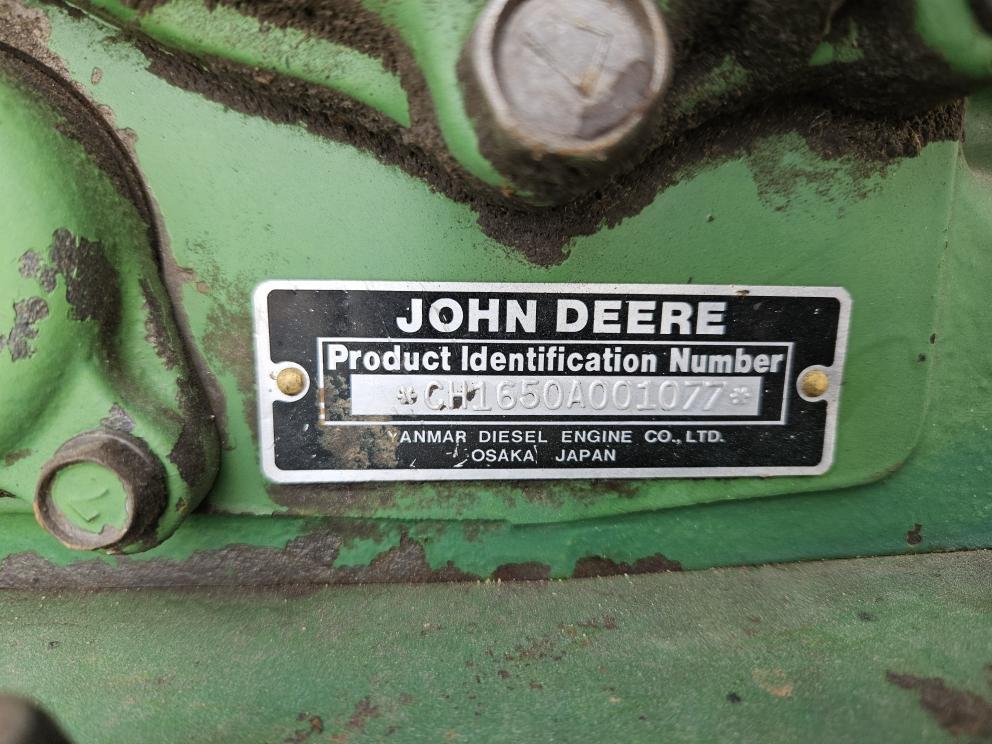 JOHN DEERE
Product Identification Number
*CH1650A001077*
YANMAR DIESEL ENGINE CO., LTD.
OSAKA, JAPAN